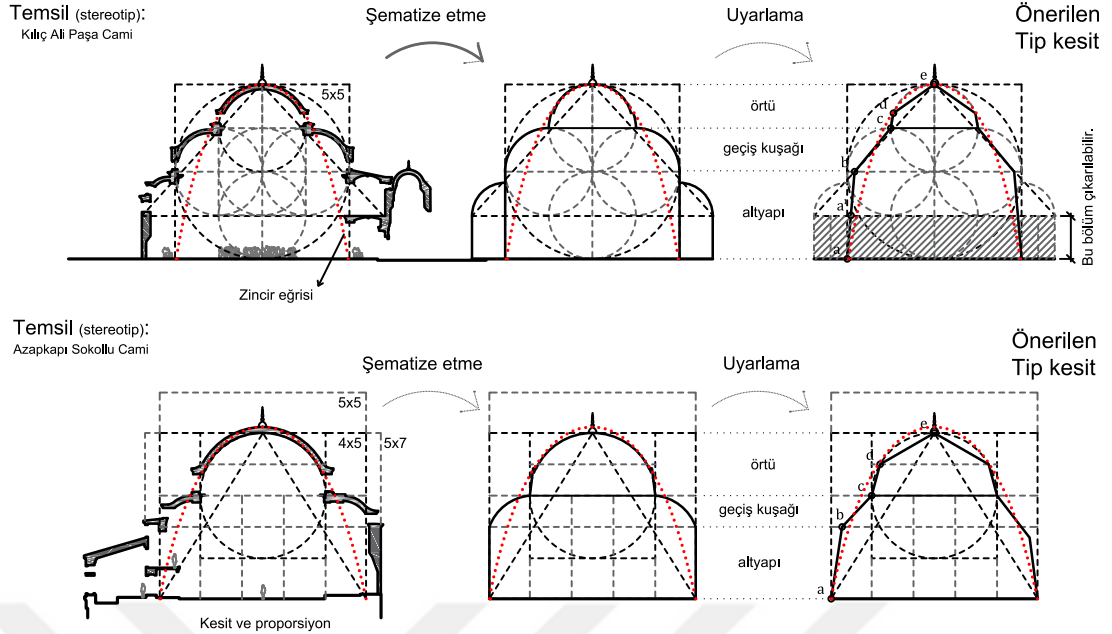 Temsil (stereotip):
Kılıç Ali Paşa Cami
Şematize etme
Uyarlama
Önerilen
Tip kesit
5x5
örtü
geçiş kuşağı
altyapı
e
d
c
b
a'
a
Bu bölüm çıkarılabilir.
Zincir eğrisi
Temsil (stereotip):
Azapkapı Sokollu Cami
Şematize etme
Uyarlama
Önerilen
Tip kesit
5x5
4x5
5x7
örtü
geçiş kuşağı
altyapı
e
d
c
b
a
Kesit ve proporsiyon